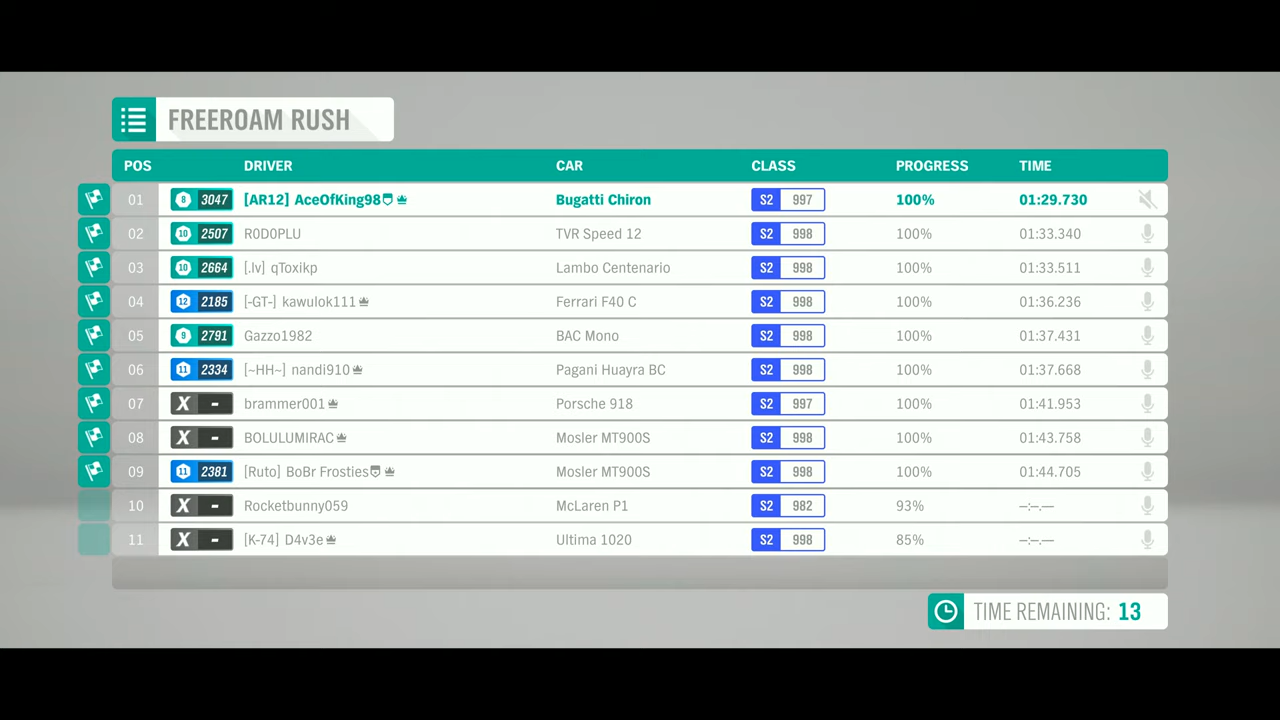 FREEROAM RUSH
POS DRIVER CAR CLASS PROGRESS TIME
01 8 3047 [AR12] AceOfKing98 Bugatti Chiron S2 997 100% 01:29.730
02 10 2507 R0D0PLU TVR Speed 12 S2 998 100% 01:33.340
03 10 2664 [.lv] qToxikp Lambo Centenario S2 998 100% 01:33.511
04 12 2185 [-GT-] kawulok111 Ferrari F40 C S2 998 100% 01:36.236
05 9 2791 Gazzo1982 BAC Mono S2 998 100% 01:37.431
06 11 2334 [~HH~] nandi910 Pagani Huayra BC S2 998 100% 01:37.668
07 X - brammer001 Porsche 918 S2 997 100% 01:41.953
08 X - BOLULUMIRAC Mosler MT900S S2 998 100% 01:43.758
09 11 2381 [Ruto] BoBr Frosties Mosler MT900S S2 998 100% 01:44.705
10 X - Rocketbunny059 McLaren P1 S2 982 93% --:--.---
11 X - [K-74] D4v3e Ultima 1020 S2 998 85% --:--.---
TIME REMAINING: 13